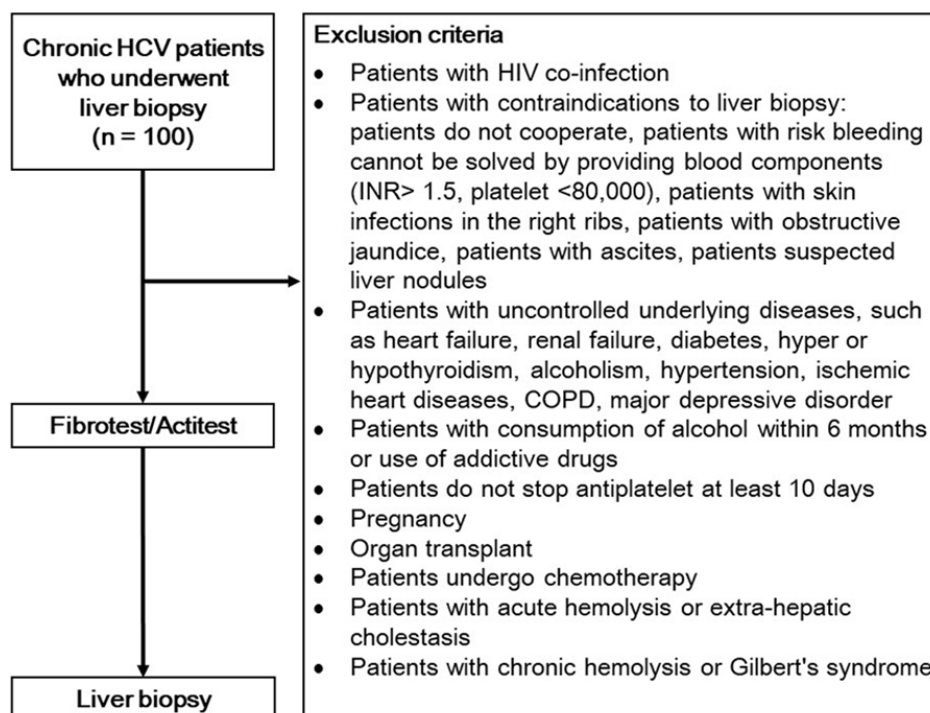 Chronic HCV patients
who underwent
liver biopsy
(n = 100)
Exclusion criteria
• Patients with HIV co-infection
• Patients with contraindications to liver biopsy:
patients do not cooperate, patients with risk bleeding
cannot be solved by providing blood components
(INR> 1.5, platelet <80,000), patients with skin
infections in the right ribs, patients with obstructive
jaundice, patients with ascites, patients suspected
liver nodules
• Patients with uncontrolled underlying diseases, such
as heart failure, renal failure, diabetes, hyper or
hypothyroidism, alcoholism, hypertension, ischemic
heart diseases, COPD, major depressive disorder
• Patients with consumption of alcohol within 6 months
or use of addictive drugs
• Patients do not stop antiplatelet at least 10 days
• Pregnancy
• Organ transplant
• Patients undergo chemotherapy
• Patients with acute hemolysis or extra-hepatic
cholestasis
• Patients with chronic hemolysis or Gilbert's syndrome
Fibrotest/Actitest
Liver biopsy